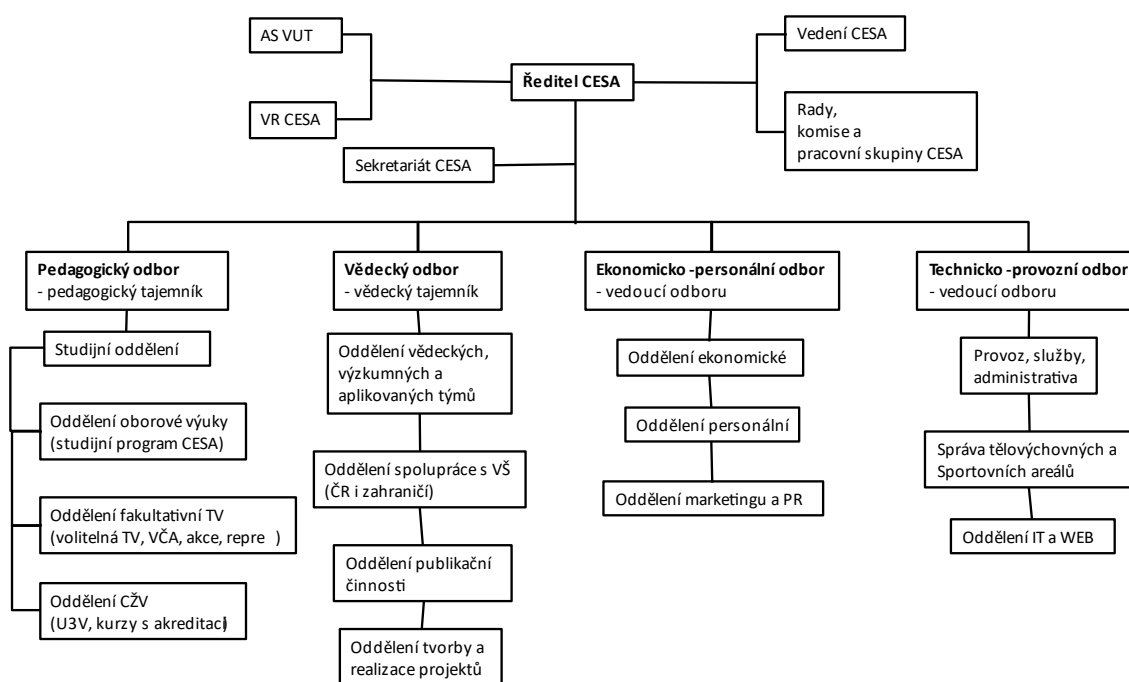 AS VUT
Vedení CESA
Ředitel CESA
VR CESA
Rady,
komise a
pracovní skupiny CESA
Sekretariát CESA
Pedagogický odbor
- pedagogický tajemník
Vědecký odbor
- vědecký tajemník
Ekonomicko -personální odbor
- vedoucí odboru
Technicko -provozní odbor
- vedoucí odboru
Studijní oddělení
Oddělení oborové výuky
(studijní program CESA)
Oddělení fakultativní TV
(volitelná TV, VČA, akce, repre )
Oddělení CŽV
(U3V, kurzy s akreditací)
Oddělení vědeckých,
výzkumných a
aplikovaných týmů
Oddělení spolupráce s VŠ
(ČR i zahraničí)
Oddělení publikační
činnosti
Oddělení tvorby a
realizace projektů
Oddělení ekonomické
Oddělení personální
Oddělení marketingu a PR
Provoz, služby,
administrativa
Správa tělovýchovných a
Sportovních areálů
Oddělení IT a WEB